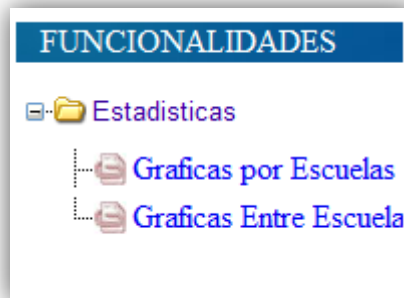 FUNCIONALIDADES
Estadisticas
Graficas por Escuelas
Graficas Entre Escuela